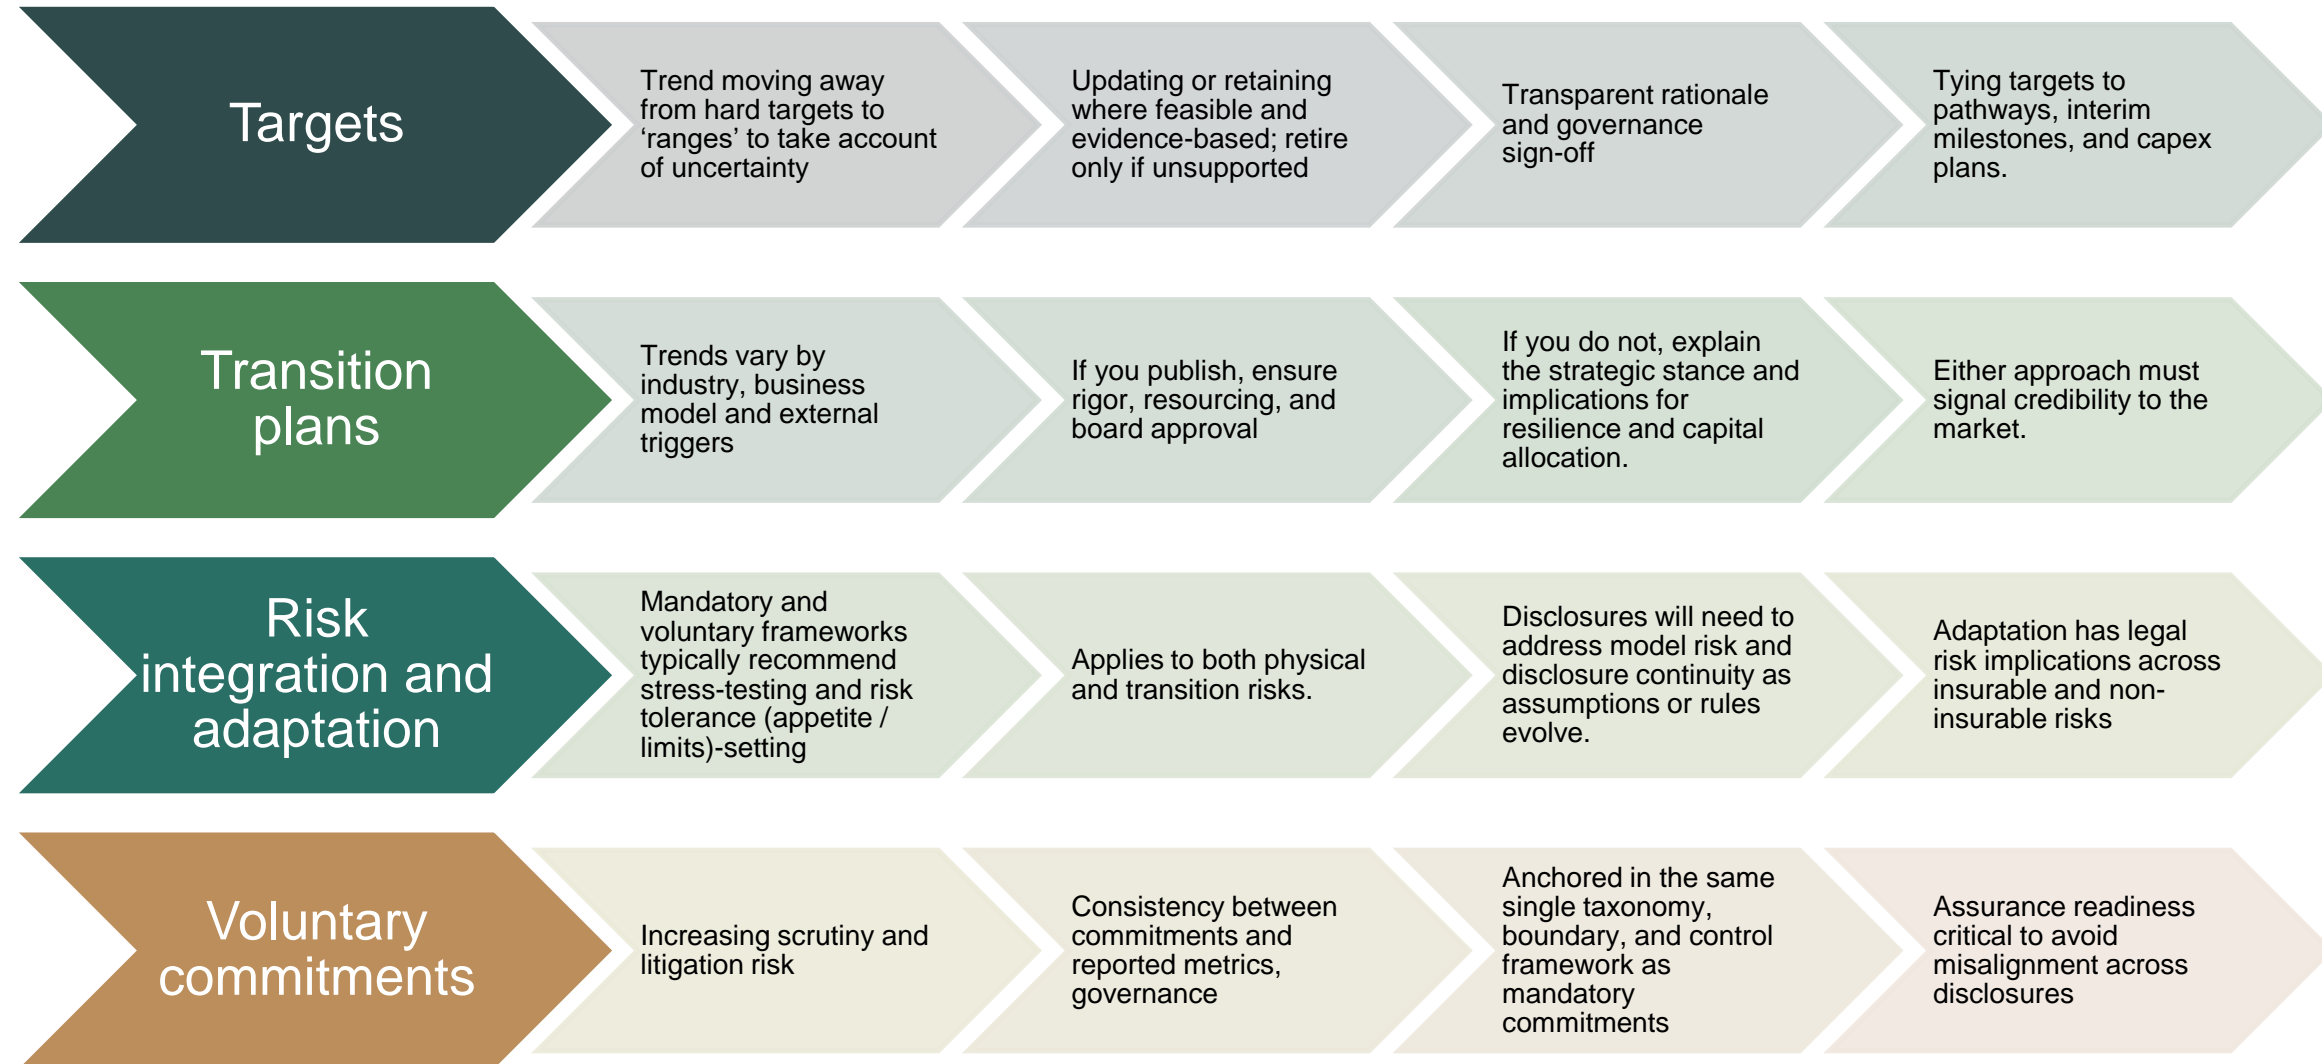 Targets
Trend moving away
from hard targets to
‘ranges’ to take account
of uncertainty
Updating or retaining
where feasible and
evidence-based; retire
only if unsupported
Transparent rationale
and governance
sign-off
Tying targets to
pathways, interim
milestones, and capex
plans.
Transition
plans
Trends vary by
industry, business
model and external
triggers
If you publish, ensure
rigor, resourcing, and
board approval
If you do not, explain
the strategic stance and
implications for
resilience and capital
allocation.
Either approach must
signal credibility to the
market.
Risk
integration and
adaptation
Mandatory and
voluntary frameworks
typically recommend
stress-testing and risk
tolerance (appetite /
limits)-setting
Applies to both physical
and transition risks.
Disclosures will need to
address model risk and
disclosure continuity as
assumptions or rules
evolve.
Adaptation has legal
risk implications across
insurable and non-
insurable risks
Voluntary
commitments
Increasing scrutiny and
litigation risk
Consistency between
commitments and
reported metrics,
governance
Anchored in the same
single taxonomy,
boundary, and control
framework as
mandatory
commitments
Assurance readiness
critical to avoid
misalignment across
disclosures